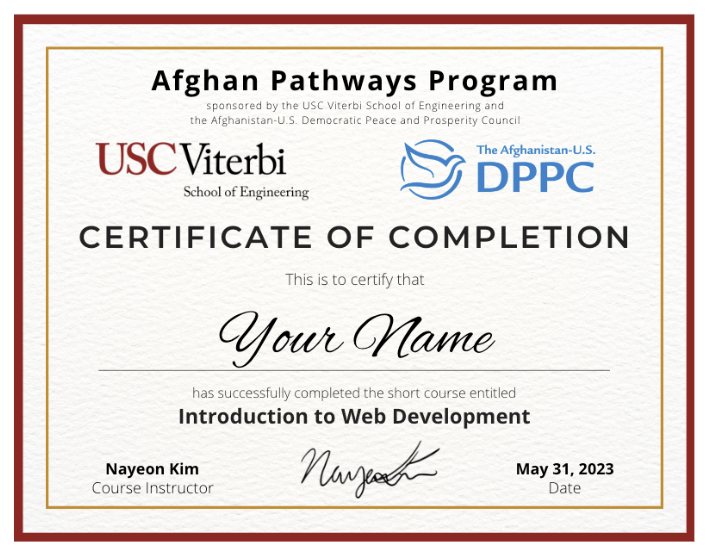 Afghan Pathways Program
sponsored by the USC Viterbi School of Engineering and
the Afghanistan-U.S. Democratic Peace and Prosperity Council
USC Viterbi
School of Engineering
The Afghanistan-U.S.
DPPC
CERTIFICATE OF COMPLETION
This is to certify that
Your Name
has successfully completed the short course entitled
Introduction to Web Development
Nayeon Kim
Course Instructor
NayeonK
May 31, 2023
Date